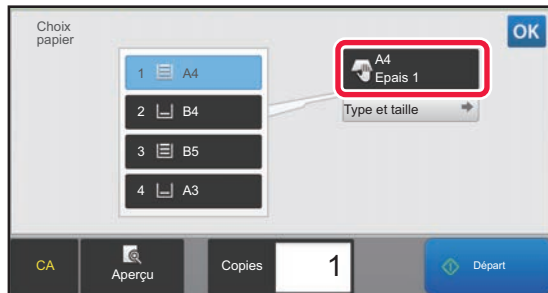 Choix
papier
OK
1 A4
2 B4
3 B5
4 A3
A4
Epais 1
Type et taille
CA
Aperçu
Copies
1
Départ